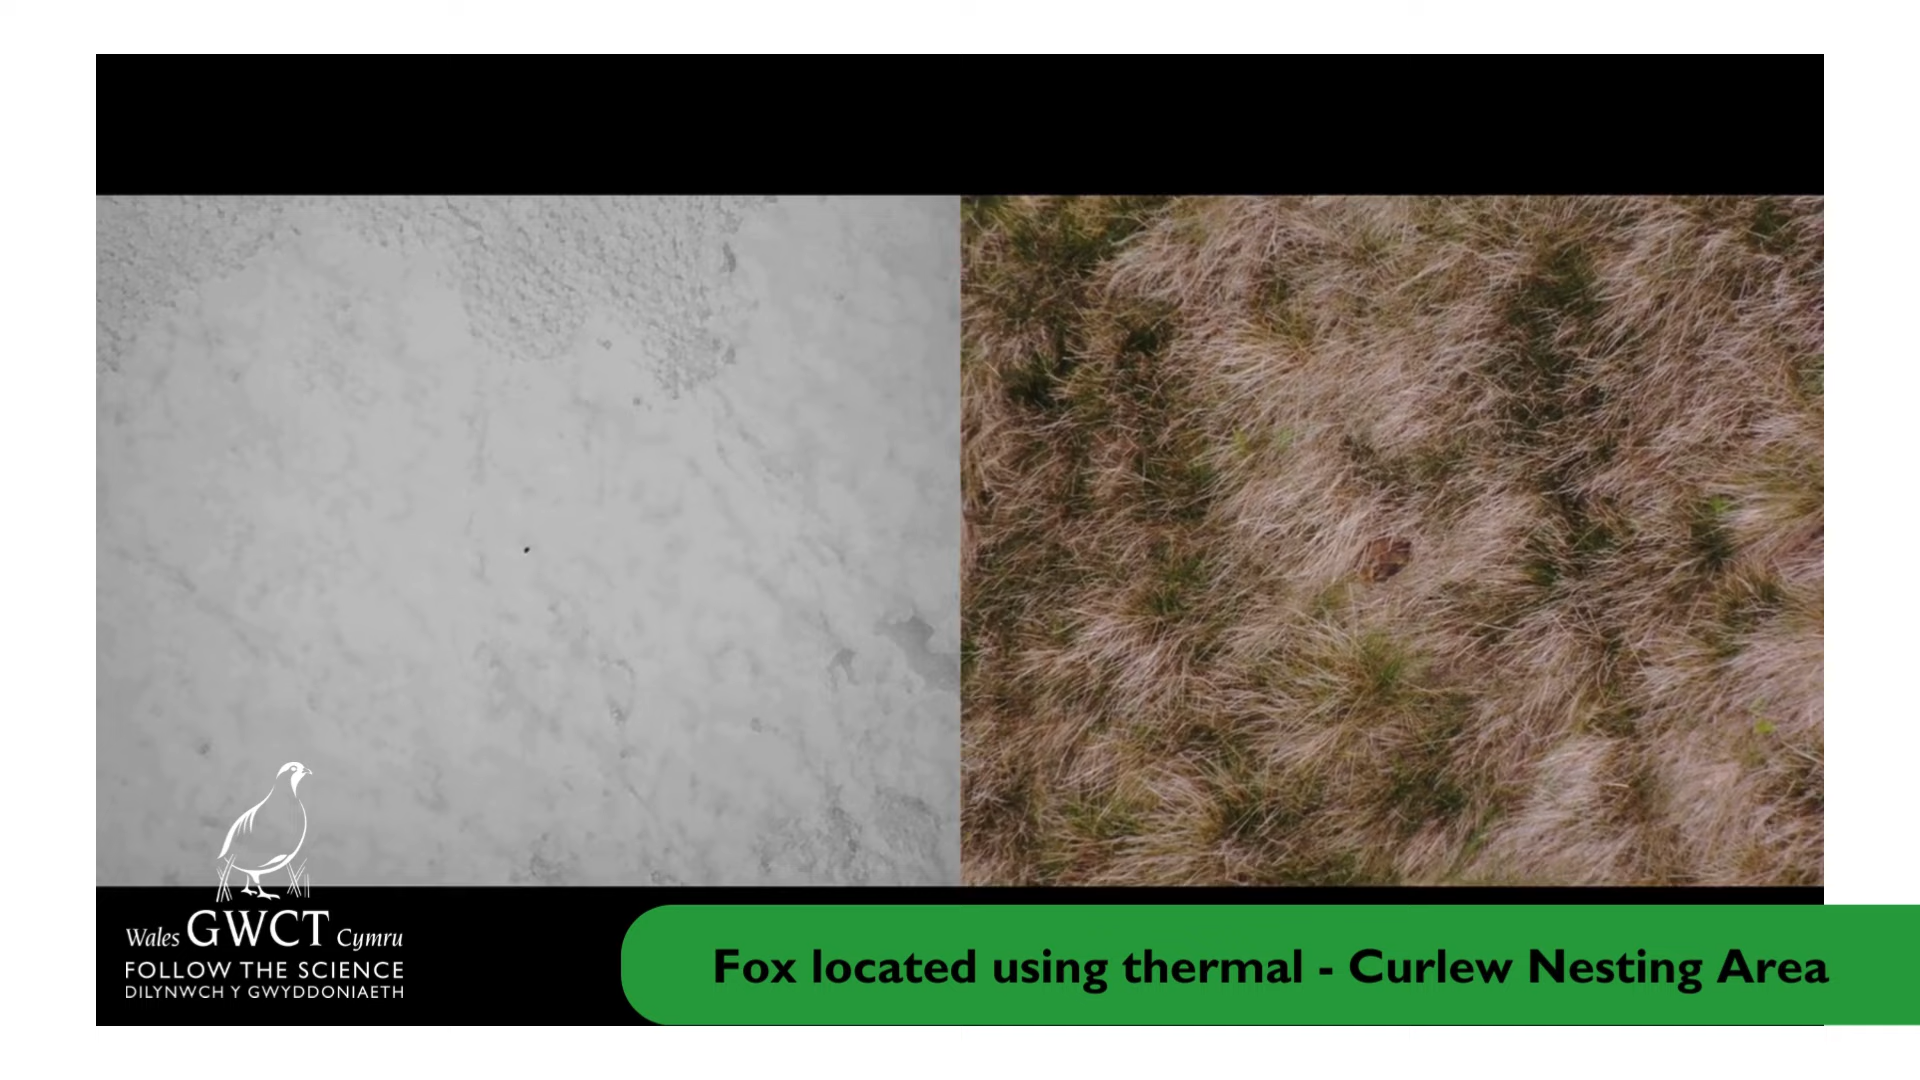 Wales GWCT Cymru
FOLLOW THE SCIENCE
DILYNWCH Y GWYDDONIAETH
Fox located using thermal - Curlew Nesting Area